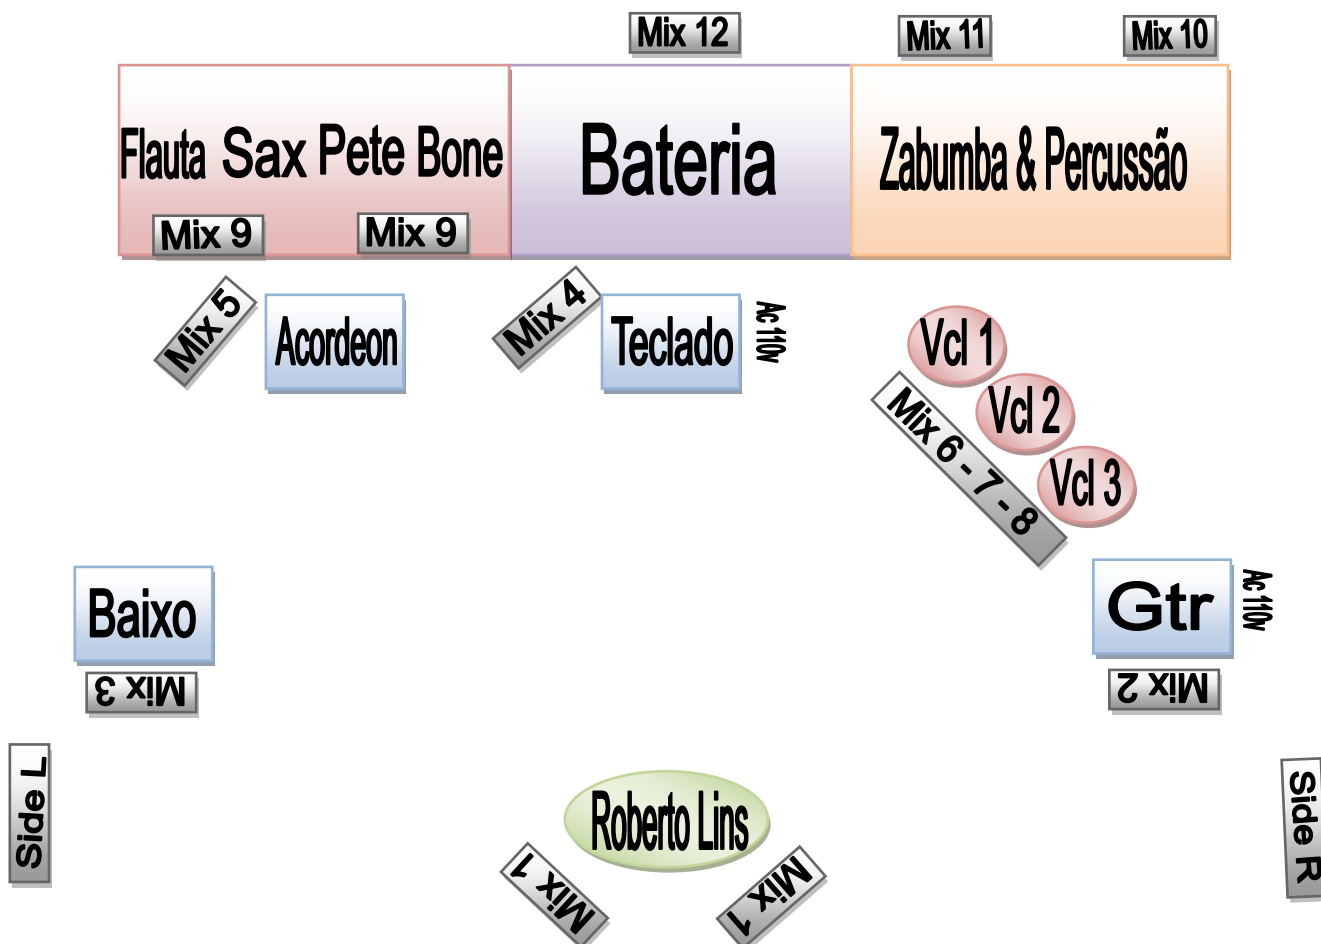 Mix 12
Mix 11
Mix 10
Flauta Sax Pete Bone
Bateria
Zabumba & Percussão
Mix 9
Mix 9
Mix 5
Acordeon
Mix 4
Teclado
Ac 110v
Vcl 1
Vcl 2
Vcl 3
Mix 6 - 7 - 8
Baixo
Mix 3
Gtr
Ac 110v
Mix 2
Side L
Roberto Lins
Mix 1
Mix 1
Side R